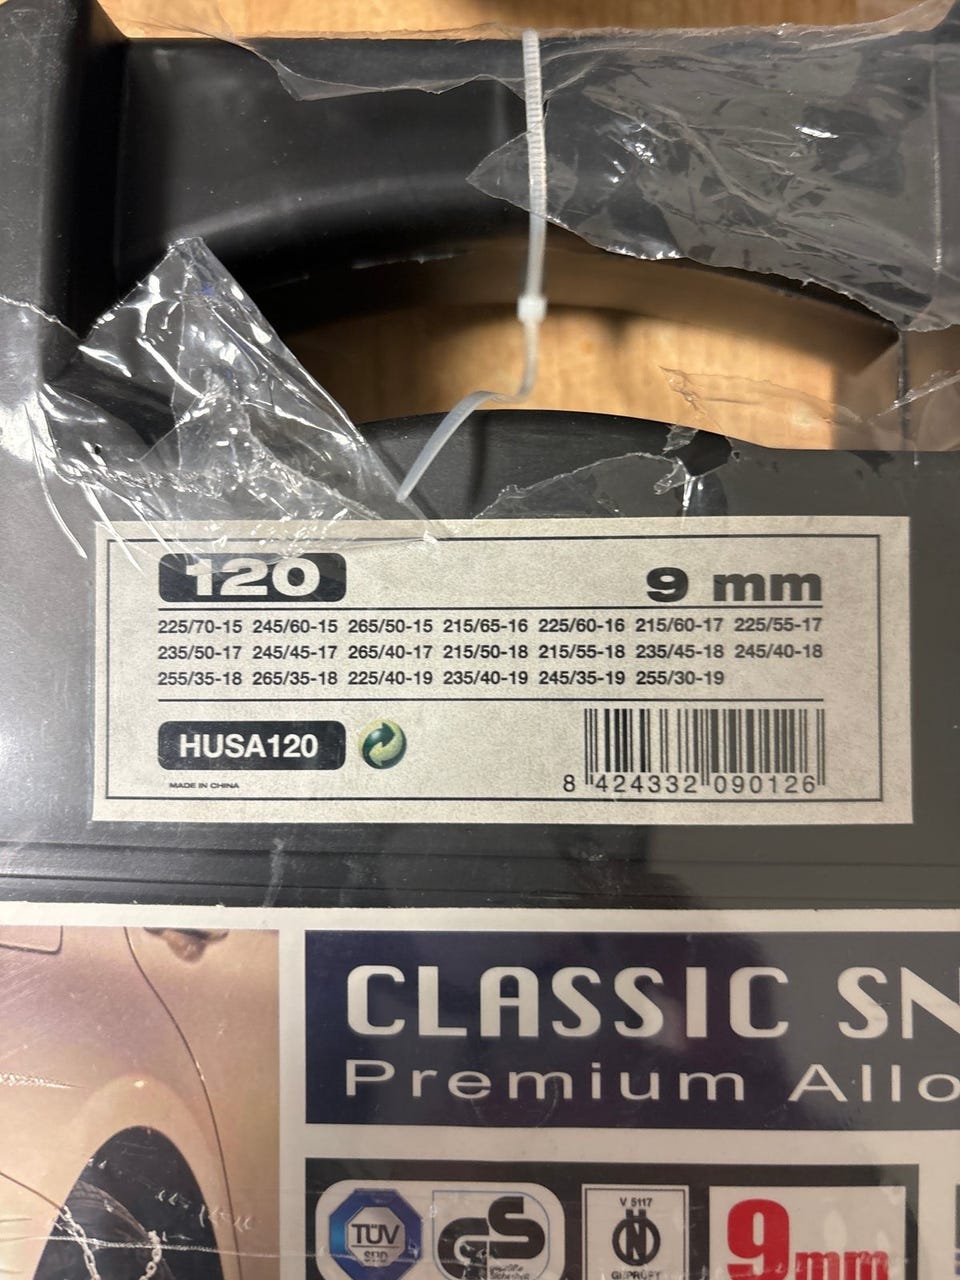 120 9 mm
225/70-15 245/60-15 265/50-15 215/65-16 225/60-16 215/60-17 225/55-17
235/50-17 245/45-17 265/40-17 215/50-18 215/55-18 235/45-18 245/40-18
255/35-18 265/35-18 225/40-19 235/40-19 245/35-19 255/30-19
HUSA120
MADE IN CHINA
8 424332 090126
CLASSIC SN
Premium Allo
TÜV
SÜD
GS
V 5117
GEPRÜFT
9mm